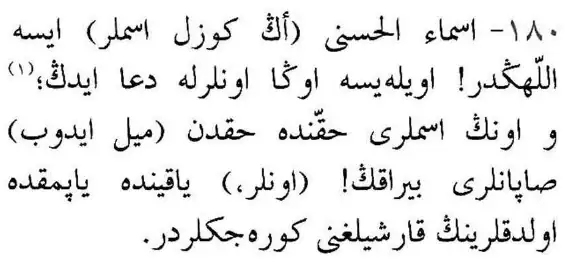 ١٨٠- اسماء الحسنى (أڭ كوزل اسملر) ايسه
اللّٰهڭدر! اويله‌يسه اوڭا اونلرله دعا ايدڭ؛(١)
و اونڭ اسملرى حقّنده حقدن (ميل ايدوب)
صاپانلرى بيراقڭ! (اونلر،) ياقينده ياپمقده
اولدقلرينڭ قارشيلغنى كوره‌جكلردر.